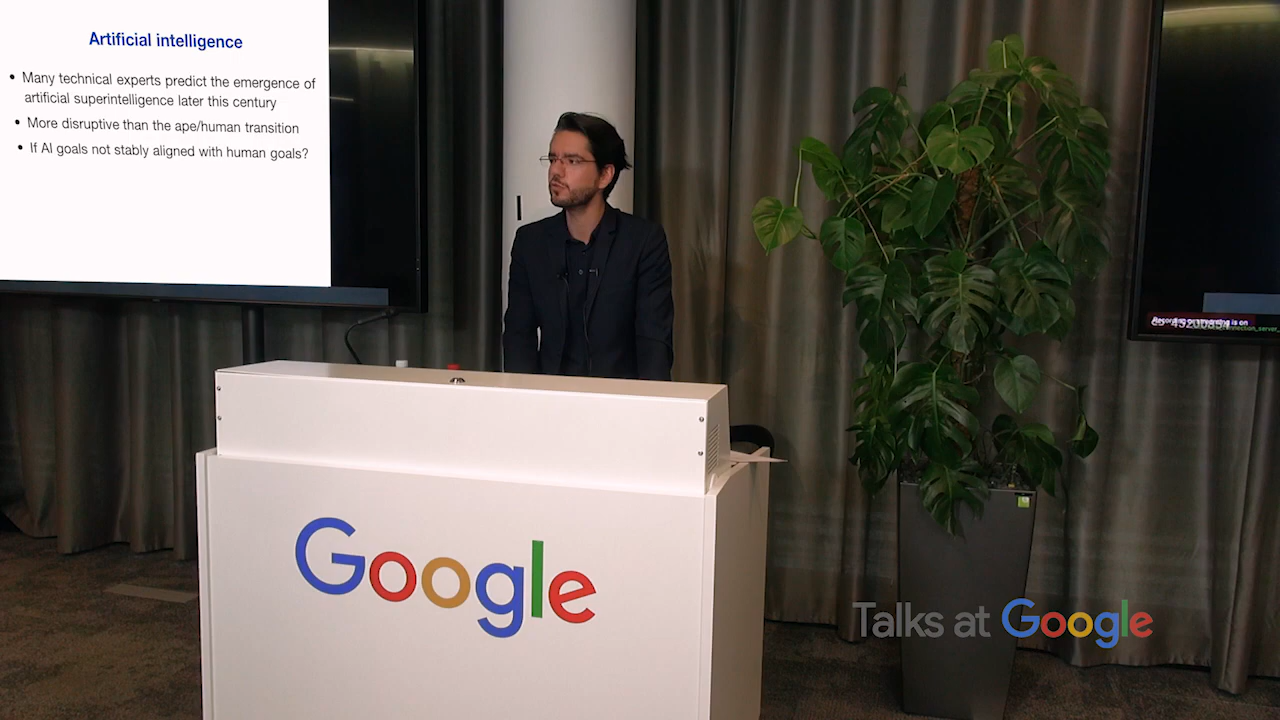 Artificial intelligence
• Many technical experts predict the emergence of
artificial superintelligence later this century
• More disruptive than the ape/human transition
• If AI goals not stably aligned with human goals?
Google
Talks at Google